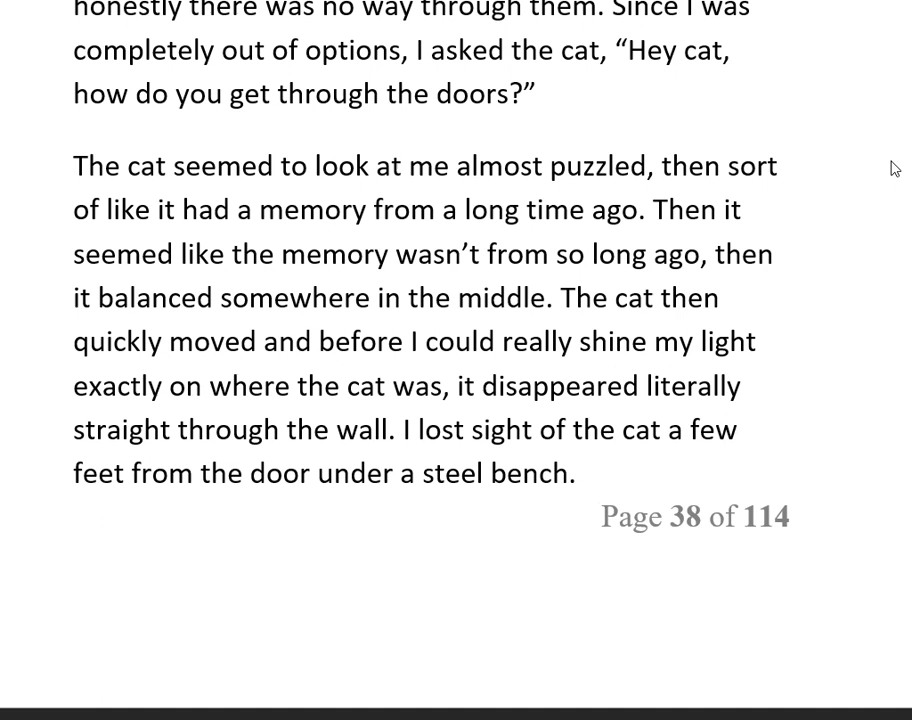 honestly there was no way through them. Since I was
completely out of options, I asked the cat, “Hey cat,
how do you get through the doors?”
The cat seemed to look at me almost puzzled, then sort
of like it had a memory from a long time ago. Then it
seemed like the memory wasn’t from so long ago, then
it balanced somewhere in the middle. The cat then
quickly moved and before I could really shine my light
exactly on where the cat was, it disappeared literally
straight through the wall. I lost sight of the cat a few
feet from the door under a steel bench.
Page 38 of 114